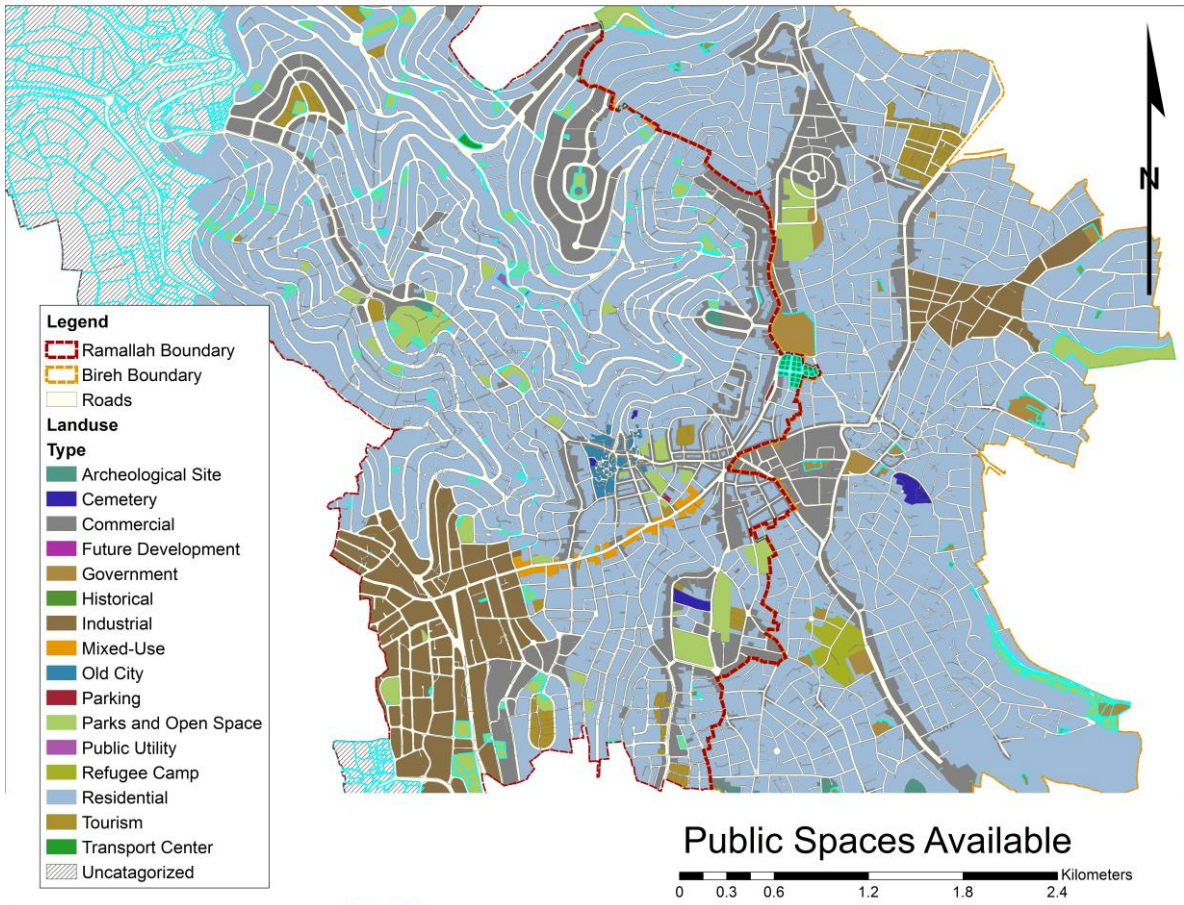 N
Legend
Ramallah Boundary
Bireh Boundary
Roads
Landuse
Type
Archeological Site
Cemetery
Commercial
Future Development
Government
Historical
Industrial
Mixed-Use
Old City
Parking
Parks and Open Space
Public Utility
Refugee Camp
Residential
Tourism
Transport Center
Uncatagorized
Public Spaces Available
Kilometers
0 0.3 0.6 1.2 1.8 2.4